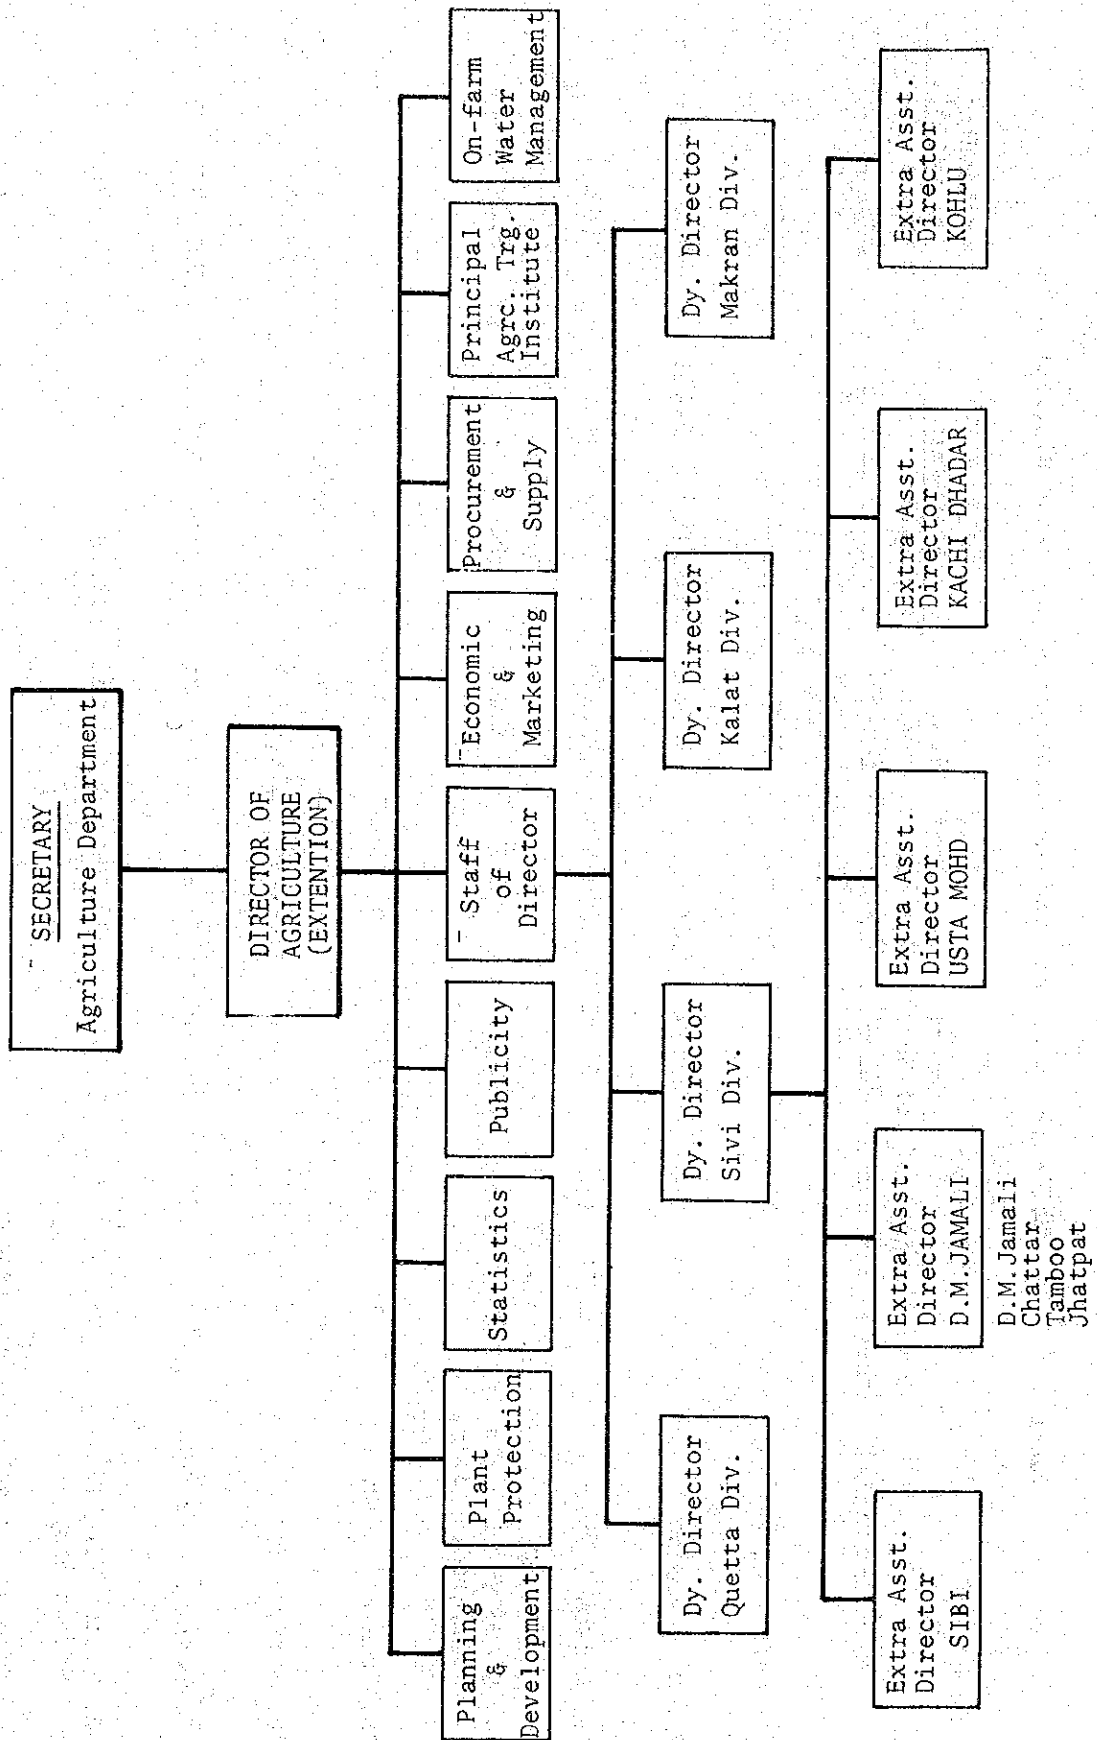 SECRETARY
Agriculture Department
DIRECTOR OF
AGRICULTURE
(EXTENTION)
Planning
&
Development
Plant
Protection
Statistics
Publicity
Staff
of
Director
Economic
&
Marketing
Procurement
&
Supply
Principal
Agrc. Trg.
Institute
On-farm
Water
Management
Dy. Director
Quetta Div.
Dy. Director
Sivi Div.
Dy. Director
Kalat Div.
Dy. Director
Makran Div.
Extra Asst.
Director
SIBI
Extra Asst.
Director
D.M.JAMALI
D.M.Jamali
Chattar
Tamboo
Jhatpat
Extra Asst.
Director
USTA MOHD
Extra Asst.
Director
KACHI DHADAR
Extra Asst.
Director
KOHLU